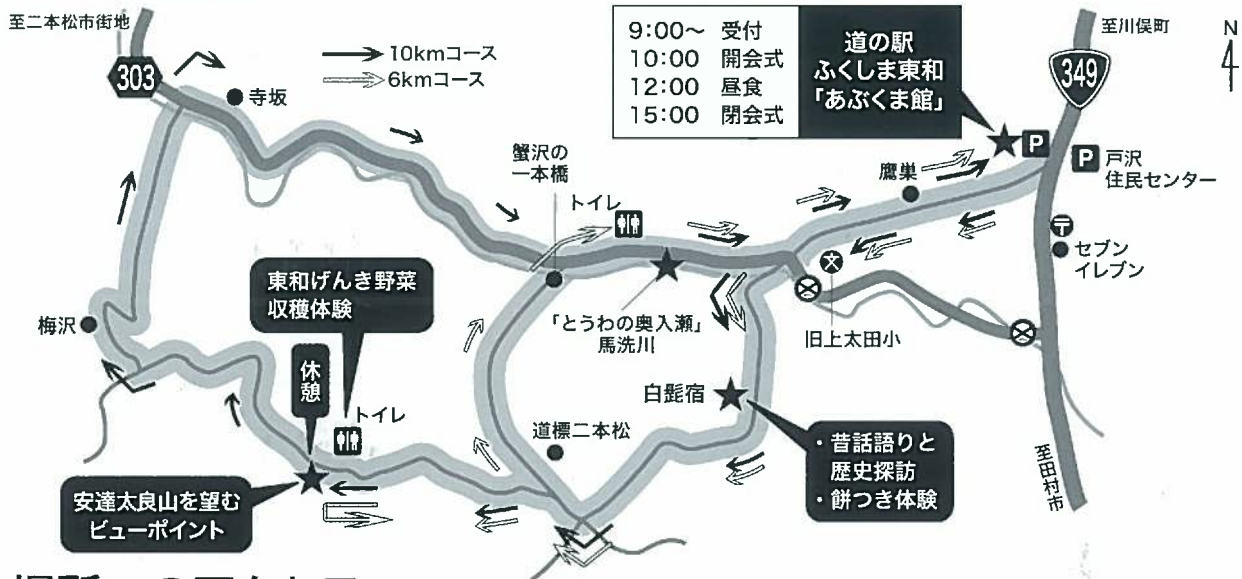 至二本松市街地
303
10kmコース
6kmコース
寺坂
9:00～ 受付
10:00 開会式
12:00 昼食
15:00 閉会式
道の駅
ふくしま東和
「あぶくま館」
至川俣町
349
N
4
P
P
戸沢
住民センター
蟹沢の
一本橋
トイレ
鷹巣
〒
セブン
イレブン
文
旧上太田小
「とうわの奥入瀬」
馬洗川
東和げんき野菜
収穫体験
梅沢
休憩
トイレ
白髭宿
道標二本松
・昔話語りと
歴史探訪
・餅つき体験
安達太良山を望む
ビューポイント
至田村市